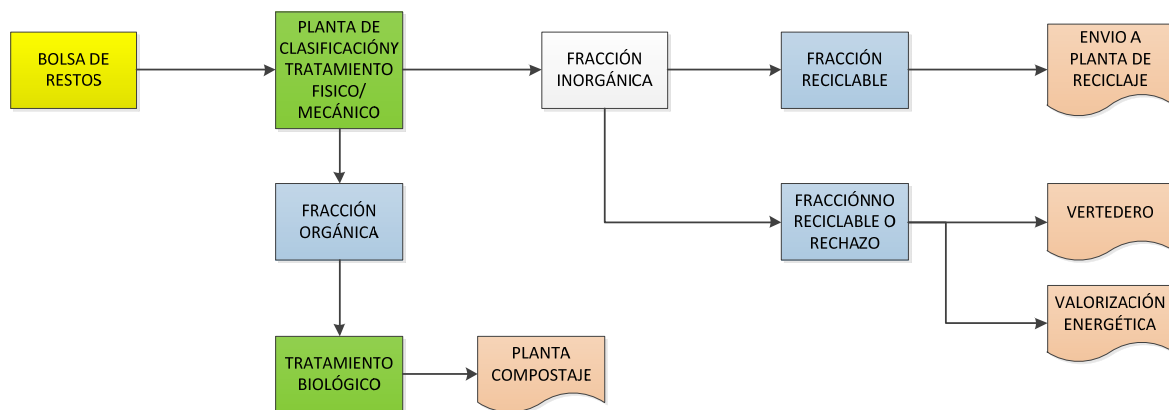 BOLSA DE
RESTOS
PLANTA DE
CLASIFICACIÓNY
TRATAMIENTO
FISICO/
MECÁNICO
FRACCIÓN
INORGÁNICA
FRACCIÓN
RECICLABLE
ENVIO A
PLANTA DE
RECICLAJE
FRACCIÓN
ORGÁNICA
FRACCIÓNNO
RECICLABLE O
RECHAZO
VERTEDERO
VALORIZACIÓN
ENERGÉTICA
TRATAMIENTO
BIOLÓGICO
PLANTA
COMPOSTAJE